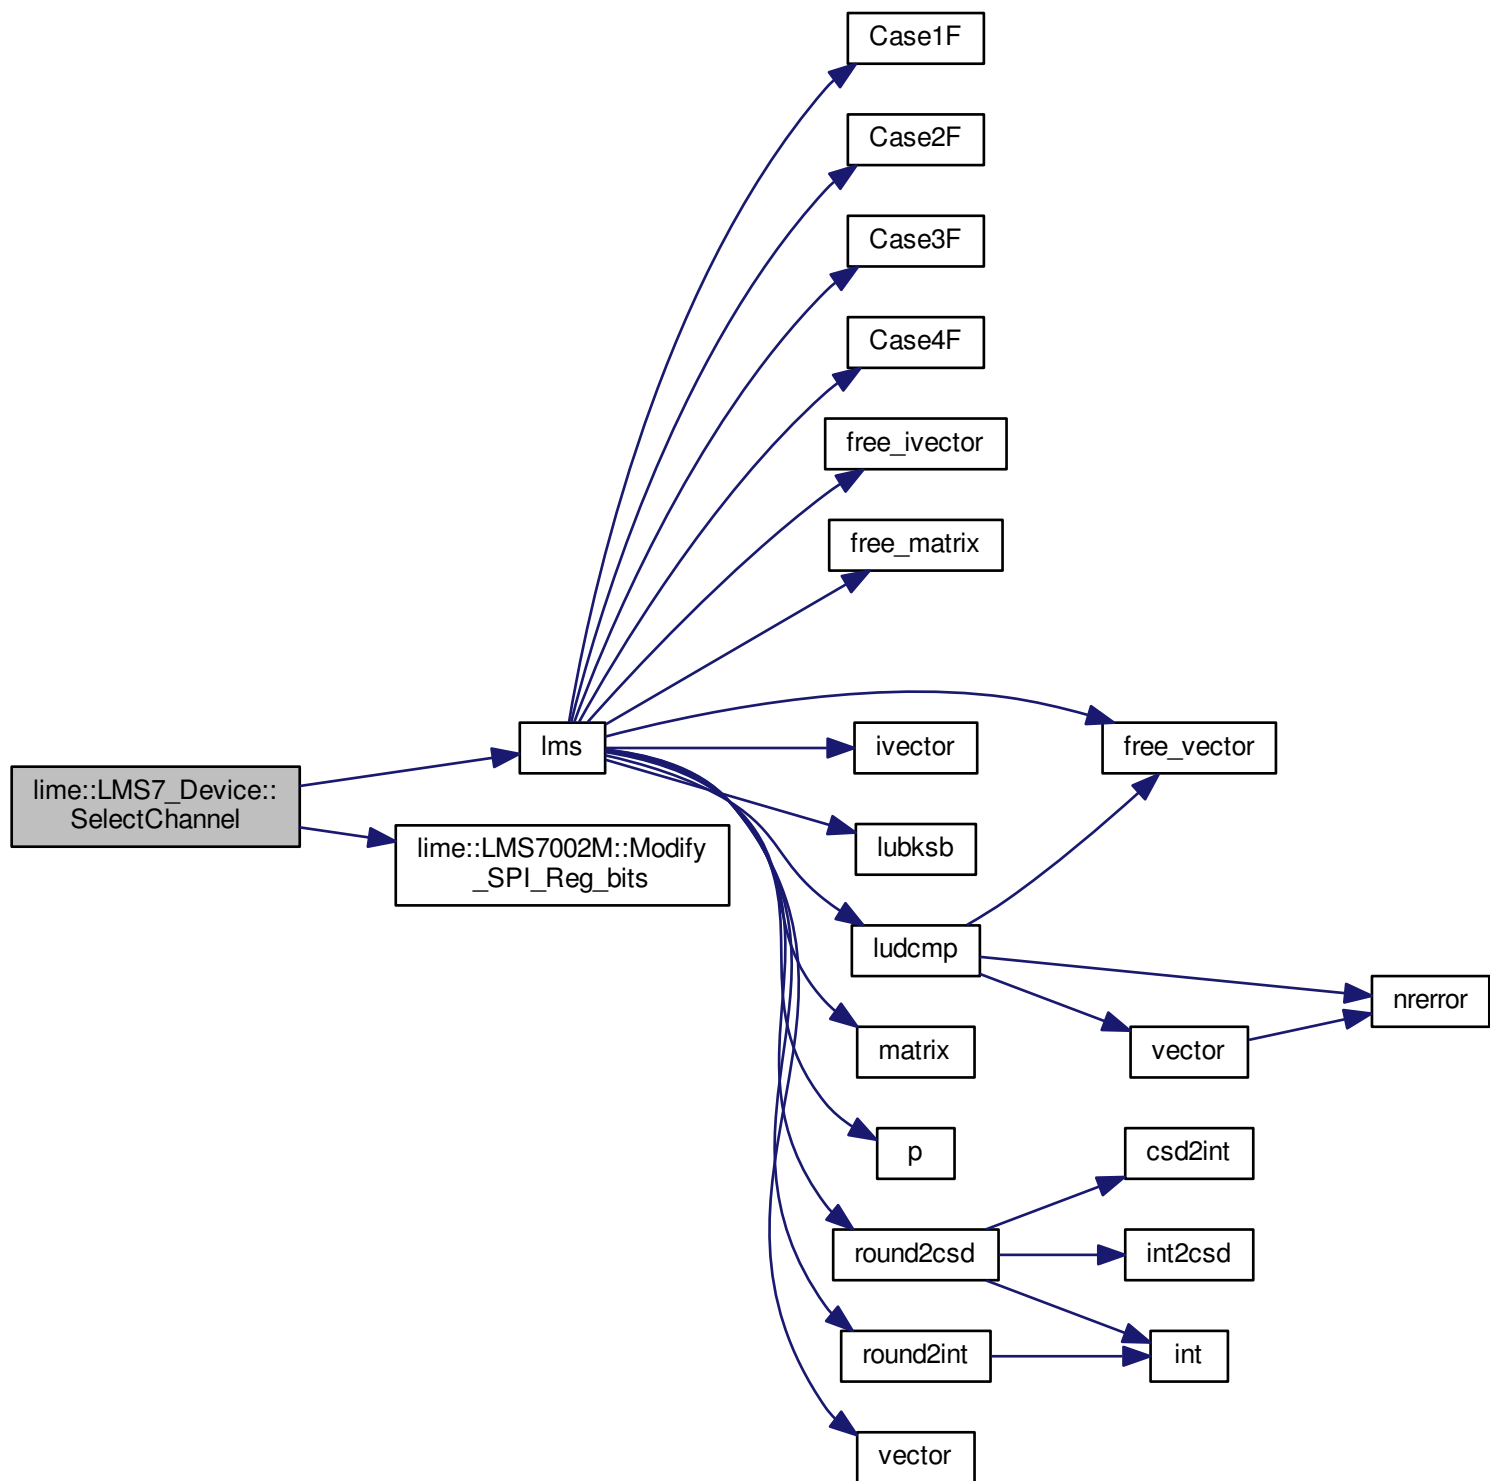 Case1F
Case2F
Case3F
Case4F
free_ivector
free_matrix
lms
ivector
free_vector
lime::LMS7_Device::
SelectChannel
lime::LMS7002M::Modify
_SPI_Reg_bits
lubksb
ludcmp
nrerror
matrix
vector
p
csd2int
round2csd
int2csd
round2int
int
vector